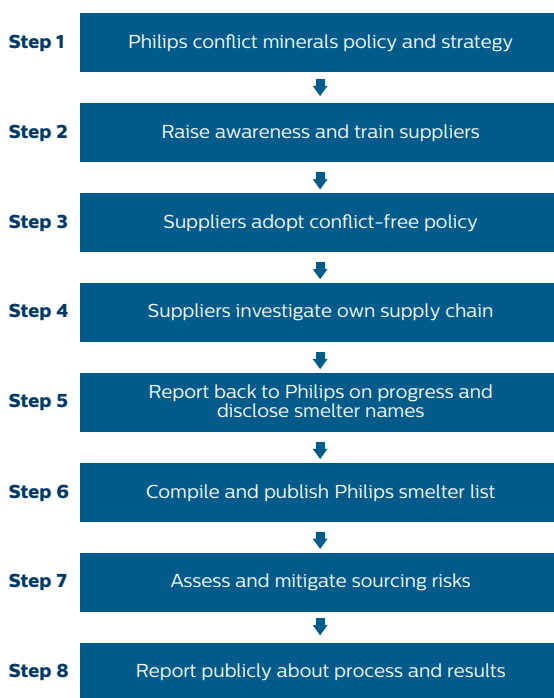 Step 1 Philips conflict minerals policy and strategy
Step 2 Raise awareness and train suppliers
Step 3 Suppliers adopt conflict-free policy
Step 4 Suppliers investigate own supply chain
Step 5 Report back to Philips on progress and
disclose smelter names
Step 6 Compile and publish Philips smelter list
Step 7 Assess and mitigate sourcing risks
Step 8 Report publicly about process and results